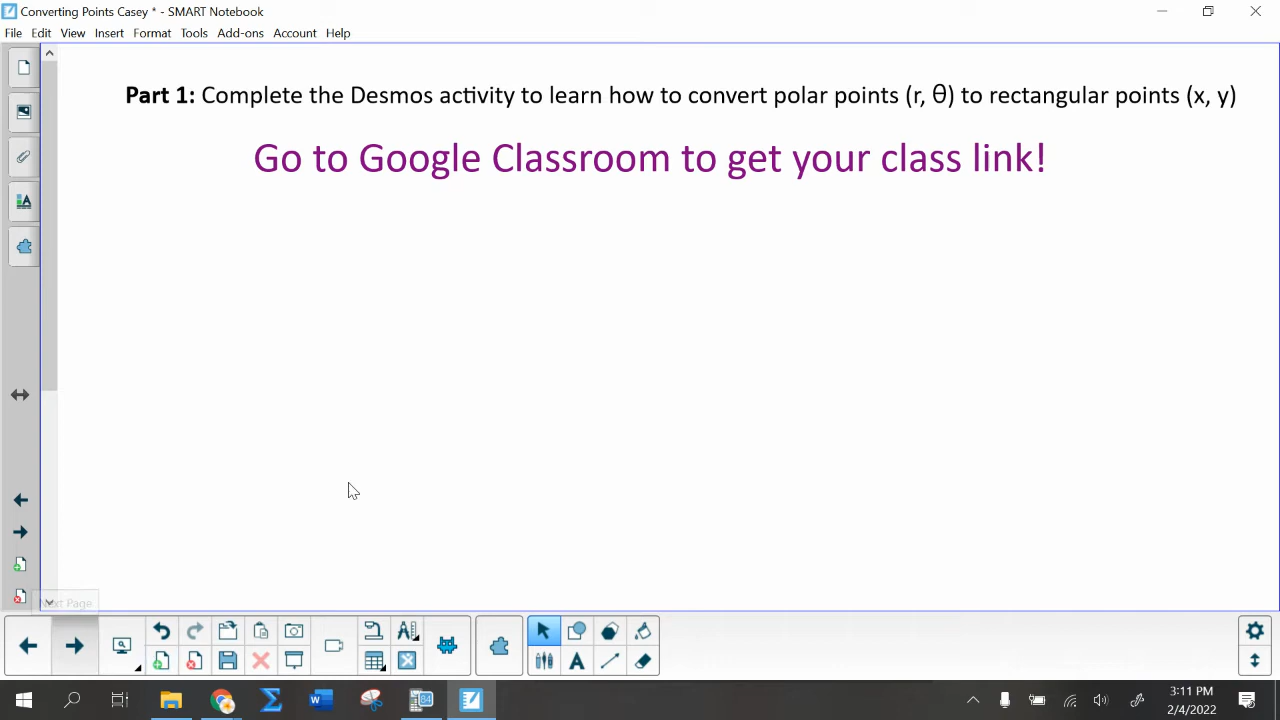 Converting Points Casey * - SMART Notebook
File Edit View Insert Format Tools Add-ons Account Help
Part 1: Complete the Desmos activity to learn how to convert polar points (r, θ) to rectangular points (x, y)
Go to Google Classroom to get your class link!
Next Page
3:11 PM
2/4/2022